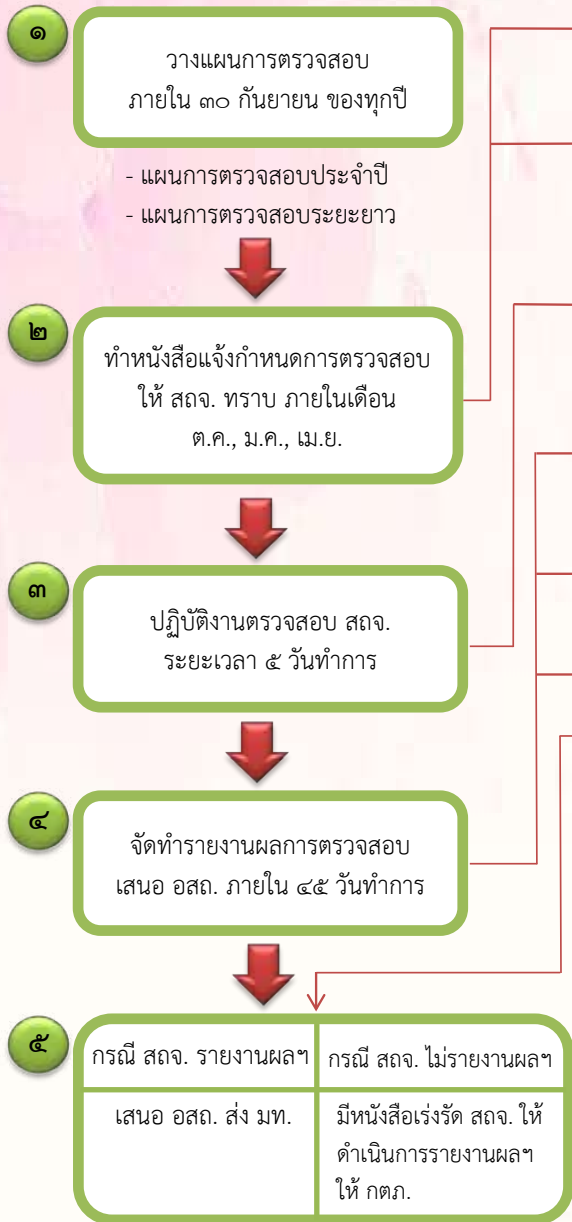 ๑
วางแผนการตรวจสอบ
ภายใน ๓๐ กันยายน ของทุกปี
- แผนการตรวจสอบประจำปี
- แผนการตรวจสอบระยะยาว
๒
ทำหนังสือแจ้งกำหนดการตรวจสอบ
ให้ สถจ. ทราบ ภายในเดือน
ต.ค., ม.ค., เม.ย.
๓
ปฏิบัติงานตรวจสอบ สถจ.
ระยะเวลา ๕ วันทำการ
๔
จัดทำรายงานผลการตรวจสอบ
เสนอ อสถ. ภายใน ๔๕ วันทำการ
๕
กรณี สถจ. รายงานผลฯ
กรณี สถจ. ไม่รายงานผลฯ
เสนอ อสถ. ส่ง มท.
มีหนังสือเร่งรัด สถจ. ให้
ดำเนินการรายงานผลฯ
ให้ กตภ.